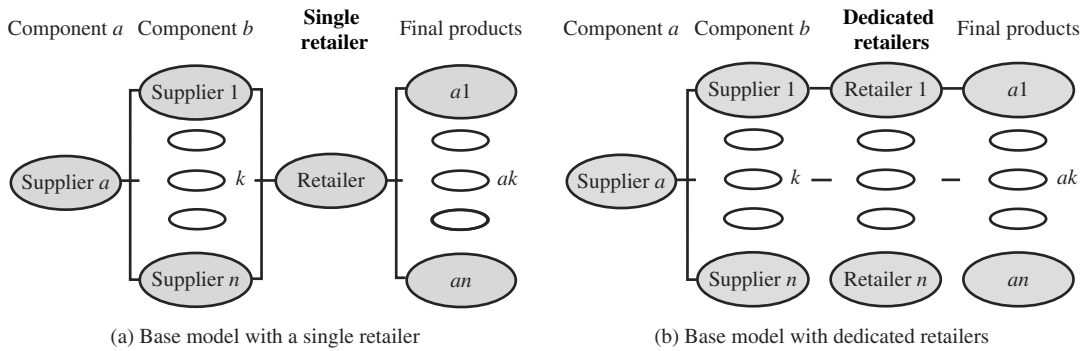 Component a Component b Single retailer Final products
Supplier 1 a1
Supplier a k Retailer ak
Supplier n an
(a) Base model with a single retailer
Component a Component b Dedicated retailers Final products
Supplier 1 Retailer 1 a1
Supplier a k ak
Supplier n Retailer n an
(b) Base model with dedicated retailers